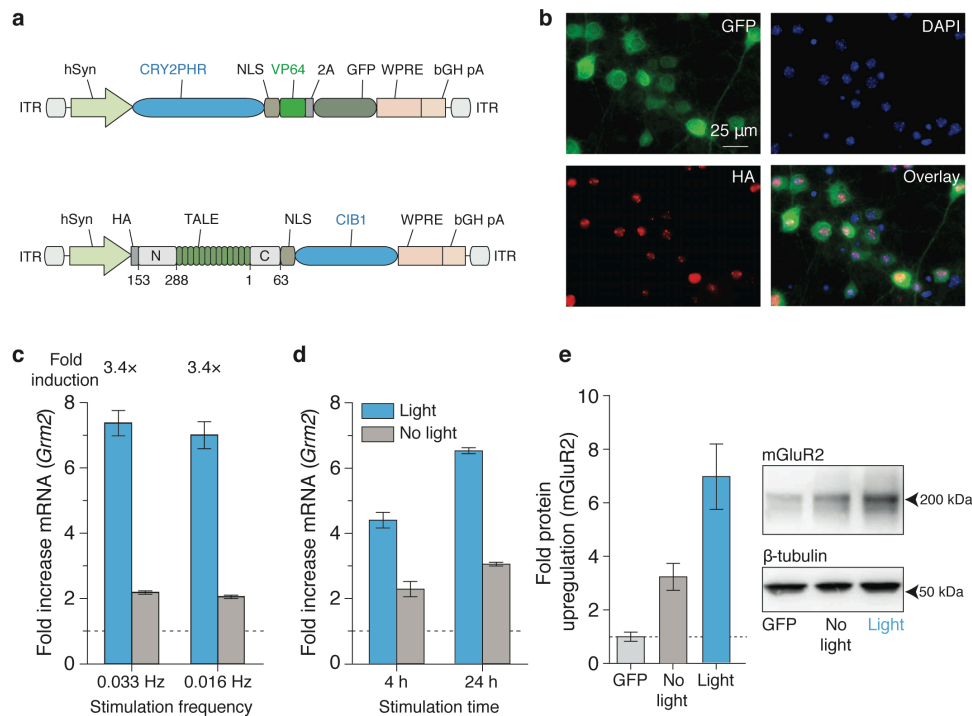 a
hSyn CRY2PHR NLS VP64 2A GFP WPRE bGH pA
ITR ITR
hSyn HA TALE NLS CIB1 WPRE bGH pA
ITR N C ITR
153 288 1 63
b
GFP DAPI
25 µm
HA Overlay
c
Fold induction 3.4× 3.4×
Fold increase mRNA (Grm2)
8
6
4
2
0
0.033 Hz 0.016 Hz
Stimulation frequency
d
Light
No light
Fold increase mRNA (Grm2)
8
6
4
2
0
4 h 24 h
Stimulation time
e
Fold protein
upregulation (mGluR2)
10
8
6
4
2
0
GFP No light Light
mGluR2
200 kDa
β-tubulin
50 kDa
GFP No light Light